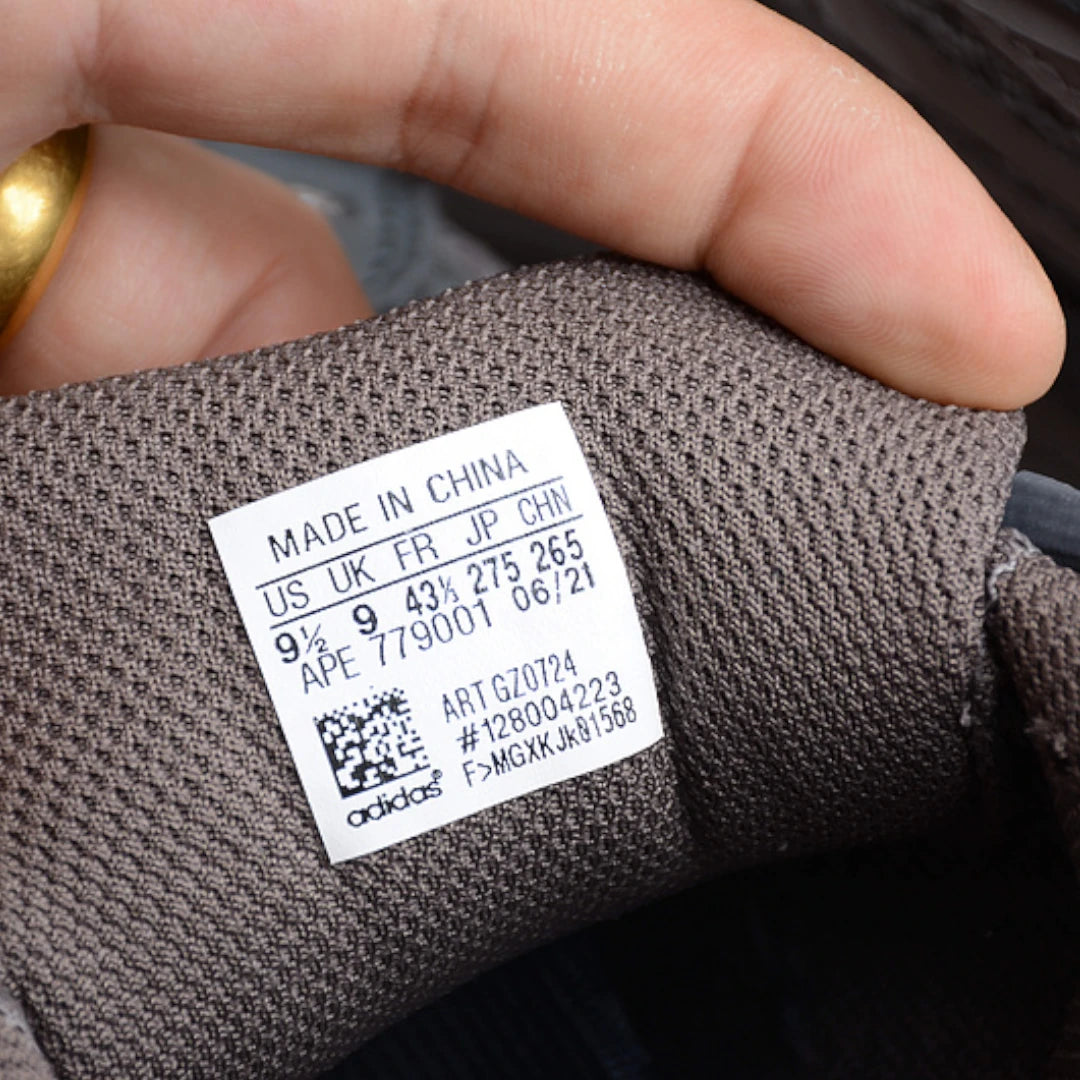 MADE IN CHINA
US UK FR JP CHN
9½ 9 43⅓ 275 265
APE 779001 06/21
ART GZ0724
#128004223
F>MGXKJk01568
adidas®